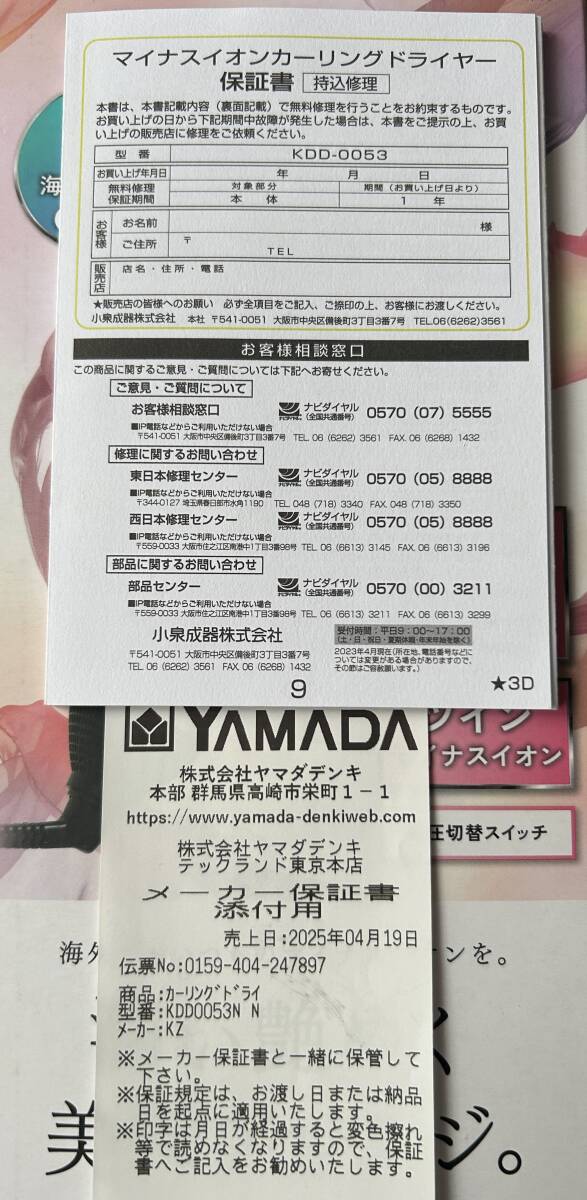 マイナスイオンカーリングドライヤー
保証書 持込修理
本書は、本書記載内容（裏面記載）で無料修理を行うことをお約束するものです。
お買い上げの日から下記期間中故障が発生した場合は、本書をご提示の上、お買
い上げの販売店に修理をご依頼ください。
型番 KDD-0053
お買い上げ年月日 年 月 日
無料修理 対象部分 期間（お買い上げ日より）
保証期間 本体 1年
お客様 お名前 様
ご住所 〒
TEL
販売店 店名・住所・電話
★販売店の皆様へのお願い 必ず全項目をご記入、ご捺印の上、お客様にお渡しください。
小泉成器株式会社 本社 〒541-0051 大阪市中央区備後町3丁目3番7号 TEL06(6262)3561
お客様相談窓口
この商品に関するご意見・ご質問については下記へお寄せください。
ご意見・ご質問について
お客様相談窓口 ナビダイヤル（全国共通番号） 0570（07）5555
■IP電話などからご利用いただけない場合
〒541-0051 大阪市中央区備後町3丁目3番7号 TEL. 06 (6262) 3561 FAX. 06 (6268) 1432
修理に関するお問い合わせ
東日本修理センター ナビダイヤル（全国共通番号） 0570（05）8888
■IP電話などからご利用いただけない場合
〒344-0127 埼玉県春日部市水角1190 TEL. 048 (718) 3340 FAX. 048 (718) 3350
西日本修理センター ナビダイヤル（全国共通番号） 0570（05）8888
■IP電話などからご利用いただけない場合
〒559-0033 大阪市住之江区南港中1丁目3番98号 TEL. 06 (6613) 3145 FAX. 06 (6613) 3196
部品に関するお問い合わせ
部品センター ナビダイヤル（全国共通番号） 0570（00）3211
■IP電話などからご利用いただけない場合
〒559-0033 大阪市住之江区南港中1丁目3番98号 TEL. 06 (6613) 3211 FAX. 06 (6613) 3299
小泉成器株式会社
〒541-0051 大阪市中央区備後町3丁目3番7号
TEL 06 (6262) 3561 FAX 06 (6268) 1432
受付時間：平日9：00〜17：00
（土・日・祝日・夏期休暇・年末年始を除く）
2023年4月現在（所在地、電話番号などに
ついては変更がある場合がありますので、
その節はご容赦願います。）
9
★3D
YAMADA
株式会社ヤマダデンキ
本部 群馬県高崎市栄町1-1
https://www.yamada-denkiweb.com
株式会社ヤマダデンキ
テックランド東京本店
メーカー保証書
添付用
売上日:2025年04月19日
伝票No:0159-404-247897
商品:カーリングドライ
型番:KDD0053N N
メーカー:KZ
※メーカー保証書と一緒に保管して
下さい。
※保証規定は、お渡し日または納品
日を起点に適用いたします。
※印字は月日が経過すると変色擦れ
等で読めなくなりますので、保証
書へご記入をお勧めいたします。
海
ツイン
イナスイオン
圧切替スイッチ
海外
オンを。
美
ジ。